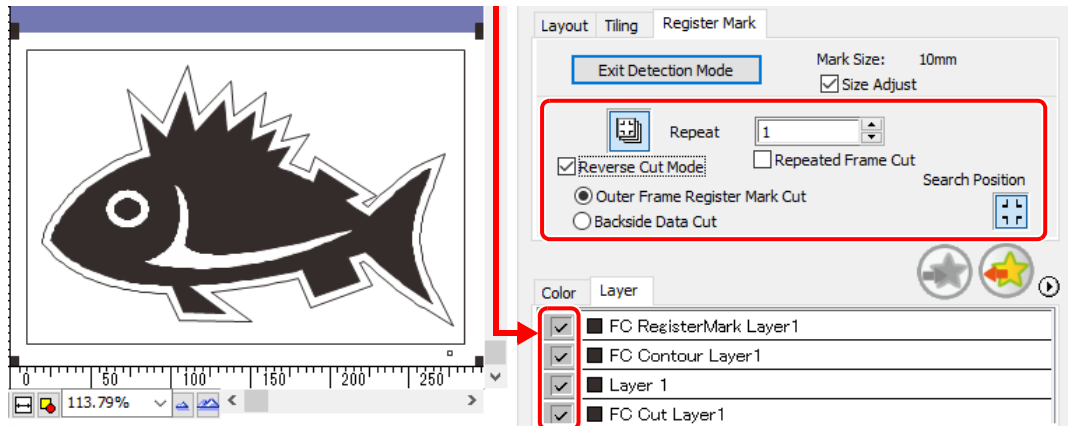 Layout Tiling Register Mark
Exit Detection Mode
Mark Size: 10mm
Size Adjust
Repeat 1
Reverse Cut Mode
Repeated Frame Cut
Outer Frame Register Mark Cut
Search Position
Backside Data Cut
Color Layer
FC RegisterMark Layer1
FC Contour Layer1
Layer 1
FC Cut Layer1
0 50 100 150 200 250
113.79%